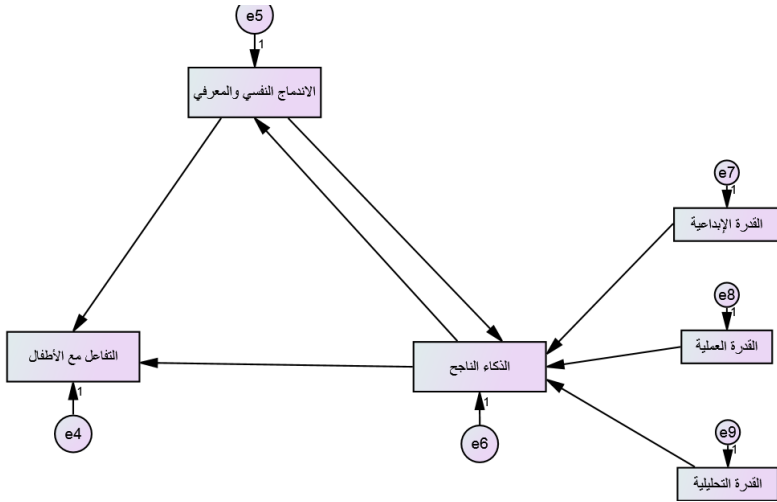 e5
1
الاندماج النفسي والمعرفي
e7
1
القدرة الإبداعية
e8
1
القدرة العملية
التفاعل مع الأطفال
الذكاء الناجح
1
e4
1
e6
e9
1
القدرة التحليلية